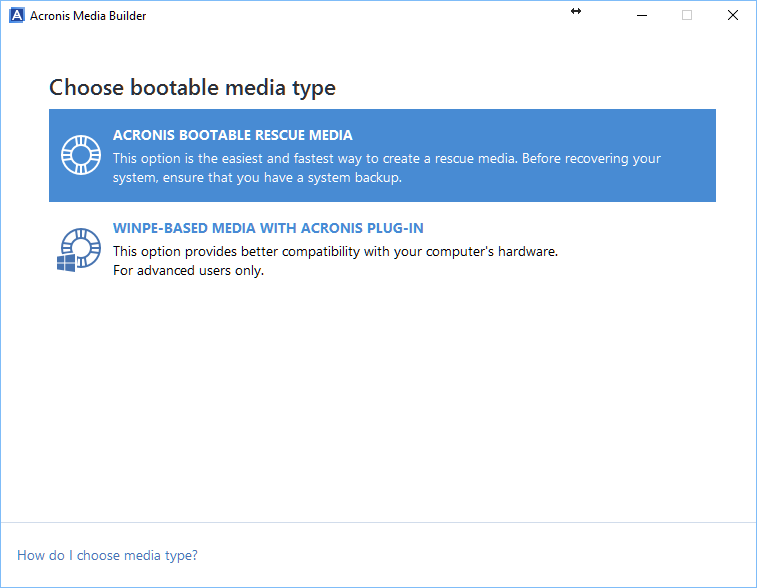 Acronis Media Builder
Choose bootable media type
ACRONIS BOOTABLE RESCUE MEDIA
This option is the easiest and fastest way to create a rescue media. Before recovering your
system, ensure that you have a system backup.
WINPE-BASED MEDIA WITH ACRONIS PLUG-IN
This option provides better compatibility with your computer's hardware.
For advanced users only.
How do I choose media type?